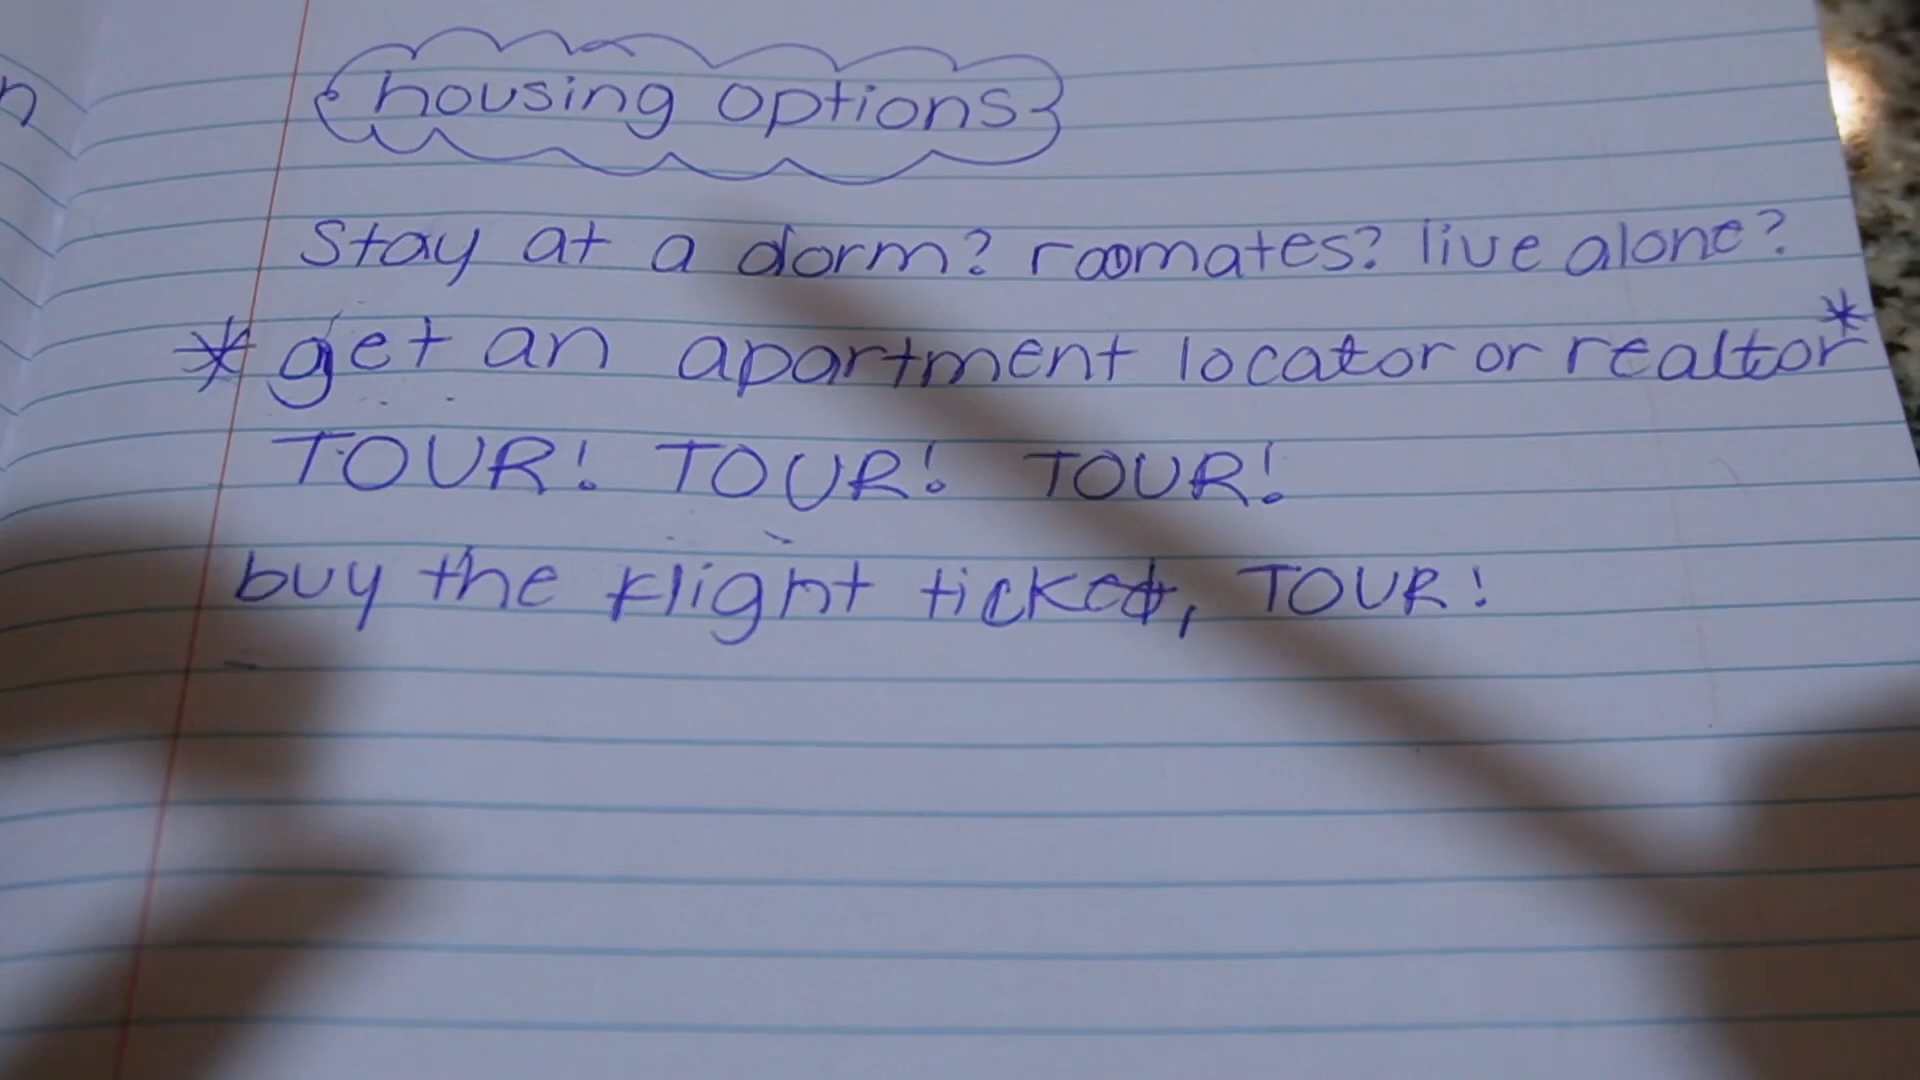 housing options
Stay at a dorm? roomates? live alone?
* get an apartment locator or realtor*
TOUR! TOUR! TOUR!
buy the flight ticket, TOUR!